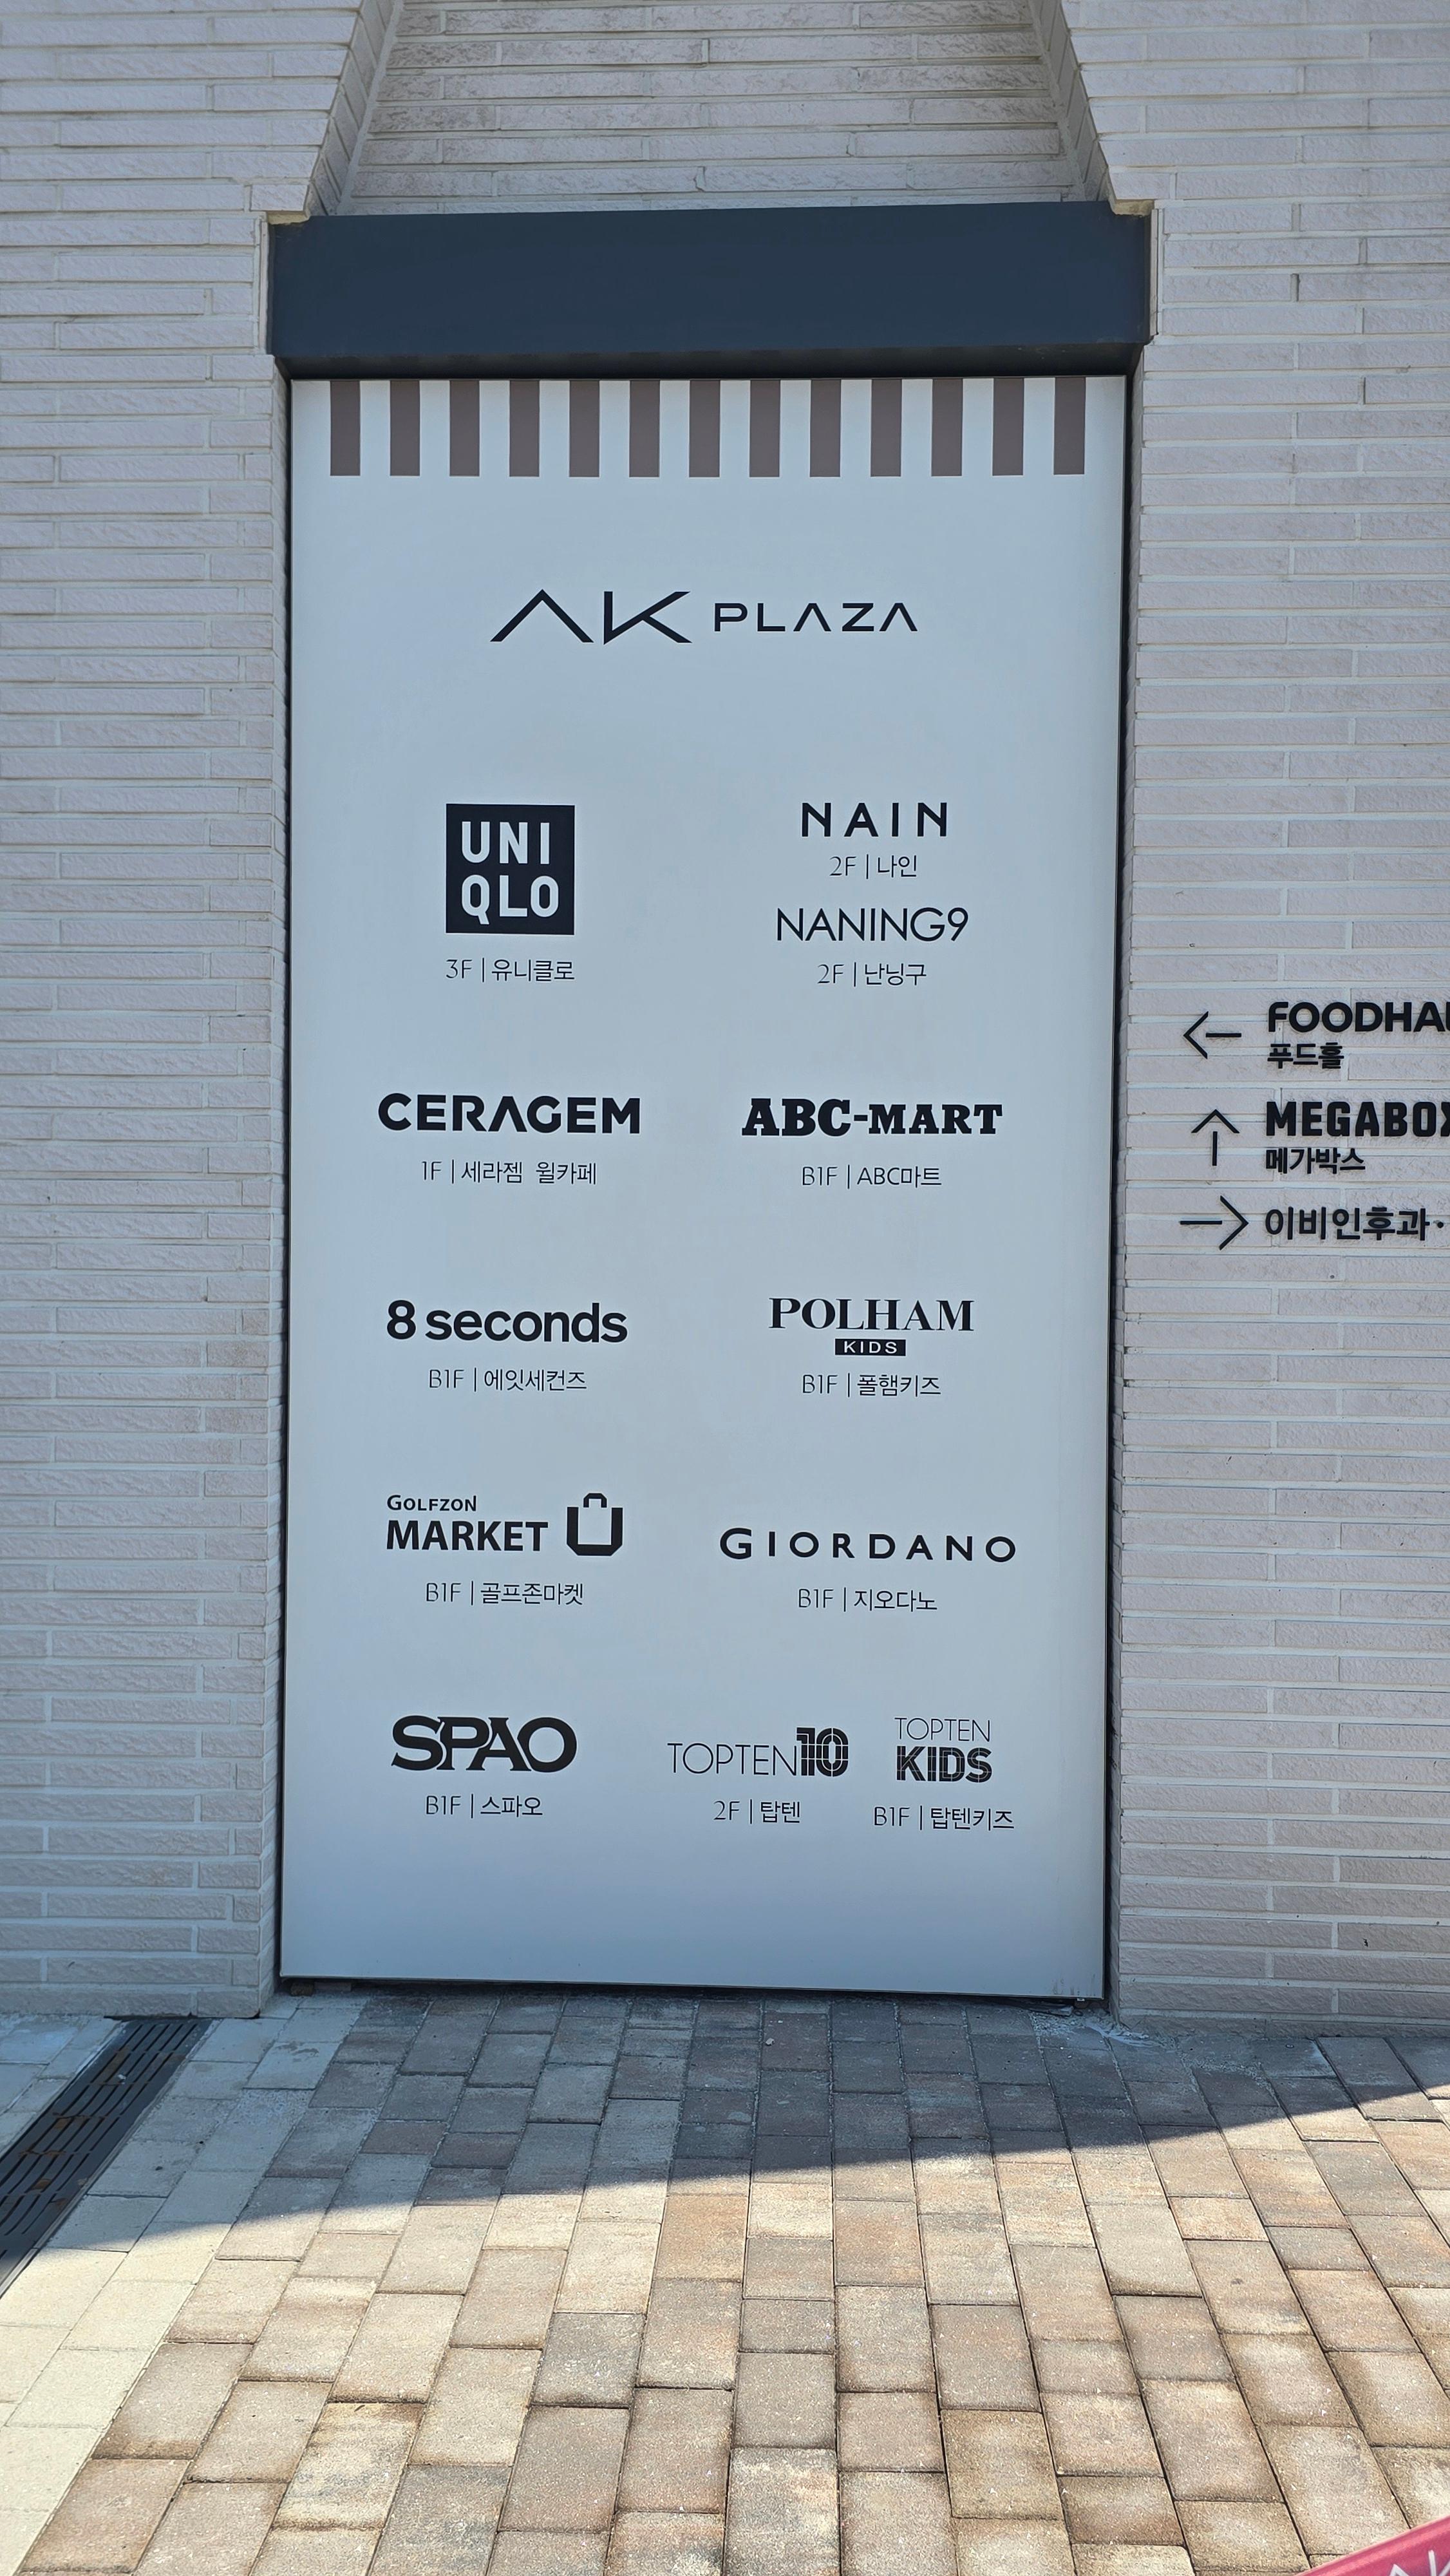 AK PLAZA
UNI
QLO
3F | 유니클로
NAIN
2F | 나인
NANING9
2F | 난닝구
CERAGEM
1F | 세라젬 웰카페
ABC-MART
B1F | ABC마트
8 seconds
B1F | 에잇세컨즈
POLHAM
KIDS
B1F | 폴햄키즈
GOLFZON
MARKET
B1F | 골프존마켓
GIORDANO
B1F | 지오다노
SPAO
B1F | 스파오
TOPTEN10
2F | 탑텐
TOPTEN
KIDS
B1F | 탑텐키즈
← 
푸드홀
↑ MEGABOX
메가박스
→ 이비인후과·